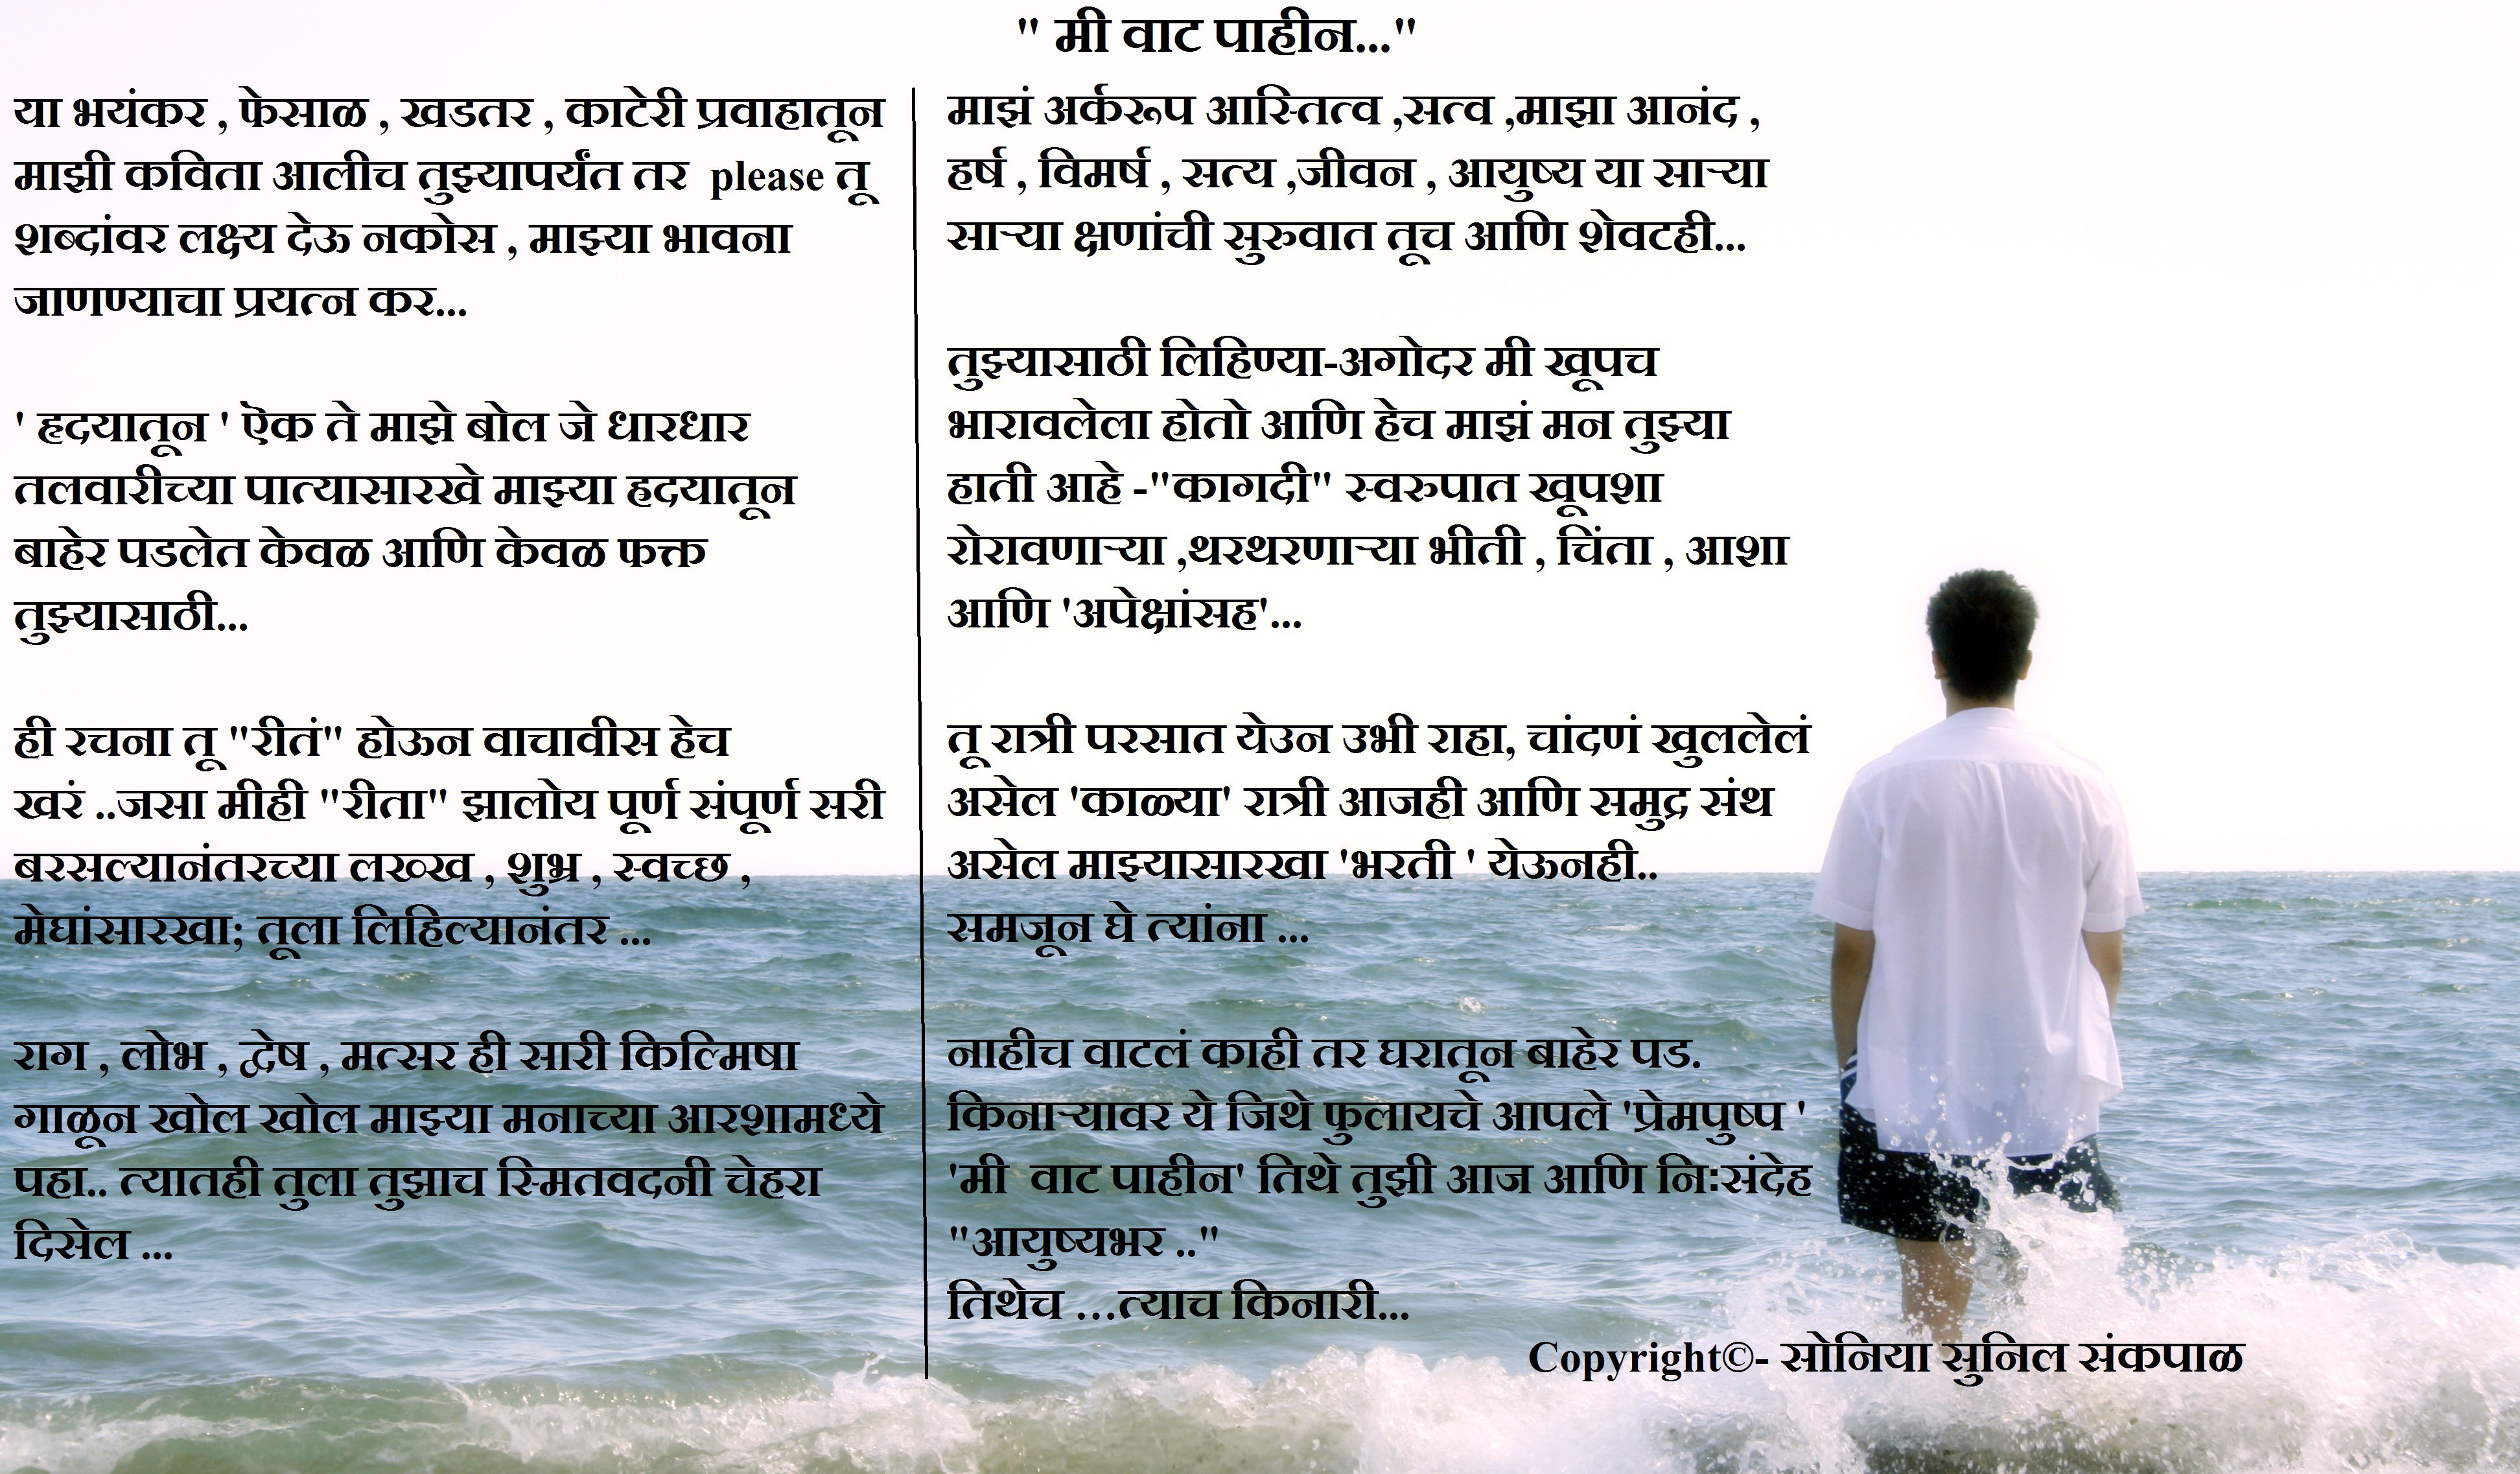 " मी वाट पाहीन..."
या भयंकर , फेसाळ , खडतर , काटेरी प्रवाहातून
माझी कविता आलीच तुझ्यापर्यंत तर  please तू
शब्दांवर लक्ष्य देऊ नकोस , माझ्या भावना
जाणण्याचा प्रयत्न कर...
' हृदयातून ' ऎक ते माझे बोल जे धारधार
तलवारीच्या पात्यासारखे माझ्या हृदयातून
बाहेर पडलेत केवळ आणि केवळ फक्त
तुझ्यासाठी...
ही रचना तू "रीतं" होऊन वाचावीस हेच
खरं ..जसा मीही "रीता" झालोय पूर्ण संपूर्ण सरी
बरसल्यानंतरच्या लख्ख , शुभ्र , स्वच्छ ,
मेघांसारखा; तूला लिहिल्यानंतर ...
राग , लोभ , द्वेष , मत्सर ही सारी किल्मिषा
गाळून खोल खोल माझ्या मनाच्या आरशामध्ये
पहा.. त्यातही तुला तुझाच स्मितवदनी चेहरा
दिसेल ...
माझं अर्करूप आस्तित्व ,सत्व ,माझा आनंद ,
हर्ष , विमर्ष , सत्य ,जीवन , आयुष्य या साऱ्या
साऱ्या क्षणांची सुरुवात तूच आणि शेवटही...
तुझ्यासाठी लिहिण्या-अगोदर मी खूपच
भारावलेला होतो आणि हेच माझं मन तुझ्या
हाती आहे -"कागदी" स्वरुपात खूपशा
रोरावणाऱ्या ,थरथरणाऱ्या भीती , चिंता , आशा
आणि 'अपेक्षांसह'...
तू रात्री परसात येउन उभी राहा, चांदणं खुललेलं
असेल 'काळ्या' रात्री आजही आणि समुद्र संथ
असेल माझ्यासारखा 'भरती ' येऊनही..
समजून घे त्यांना ...
नाहीच वाटलं काही तर घरातून बाहेर पड.
किनाऱ्यावर ये जिथे फुलायचे आपले 'प्रेमपुष्प '
'मी  वाट पाहीन' तिथे तुझी आज आणि निःसंदेह
"आयुष्यभर .."
तिथेच ...त्याच किनारी...
Copyright©- सोनिया सुनिल संकपाळ